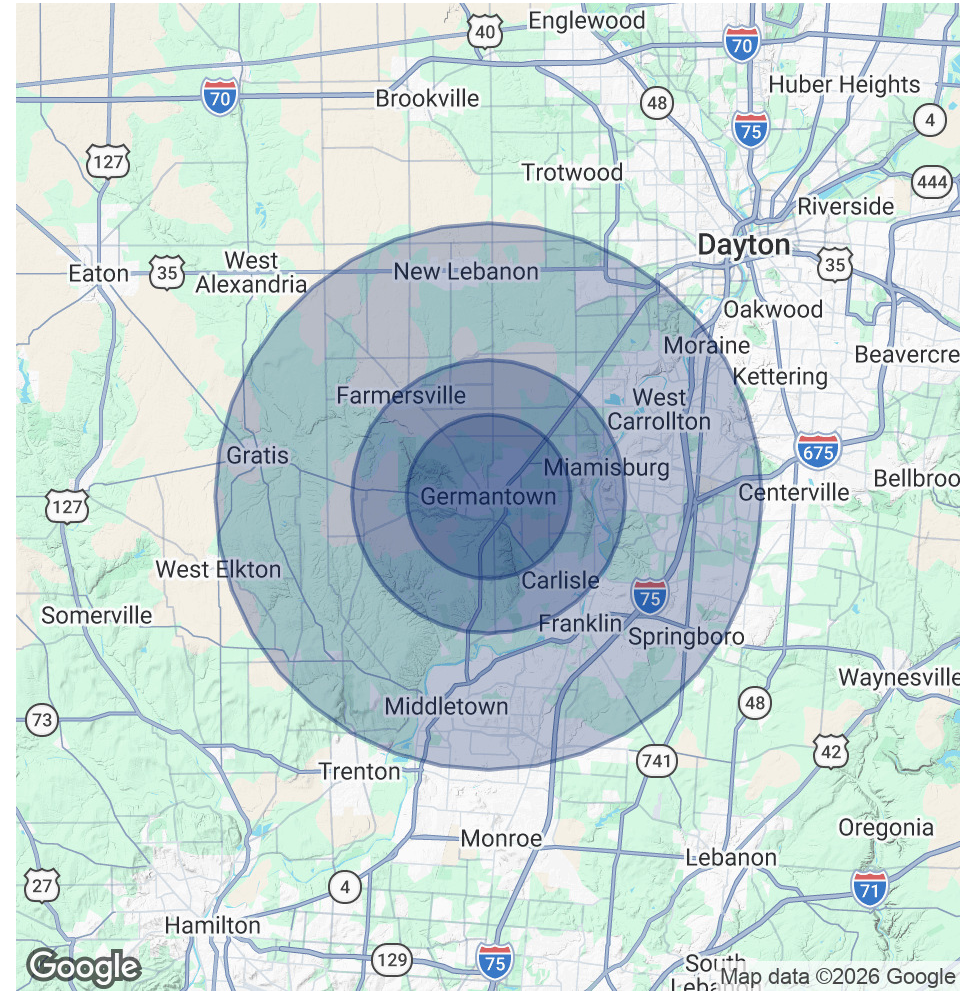 Englewood
40
70
Huber Heights
70
Brookville
48
4
75
127
Trotwood
444
Riverside
Dayton
West
Alexandria
New Lebanon
35
Eaton
35
Oakwood
Moraine
Beavercre
Kettering
Farmersville
West
Carrollton
675
Gratis
Miamisburg
Bellbroo
Germantown
Centerville
127
West Elkton
Carlisle
75
Somerville
Franklin
Springboro
Waynesville
48
Middletown
73
42
741
Trenton
Oregonia
Monroe
Lebanon
27
4
71
Hamilton
129
75
Google
South
Leba
Map data ©2026 Google